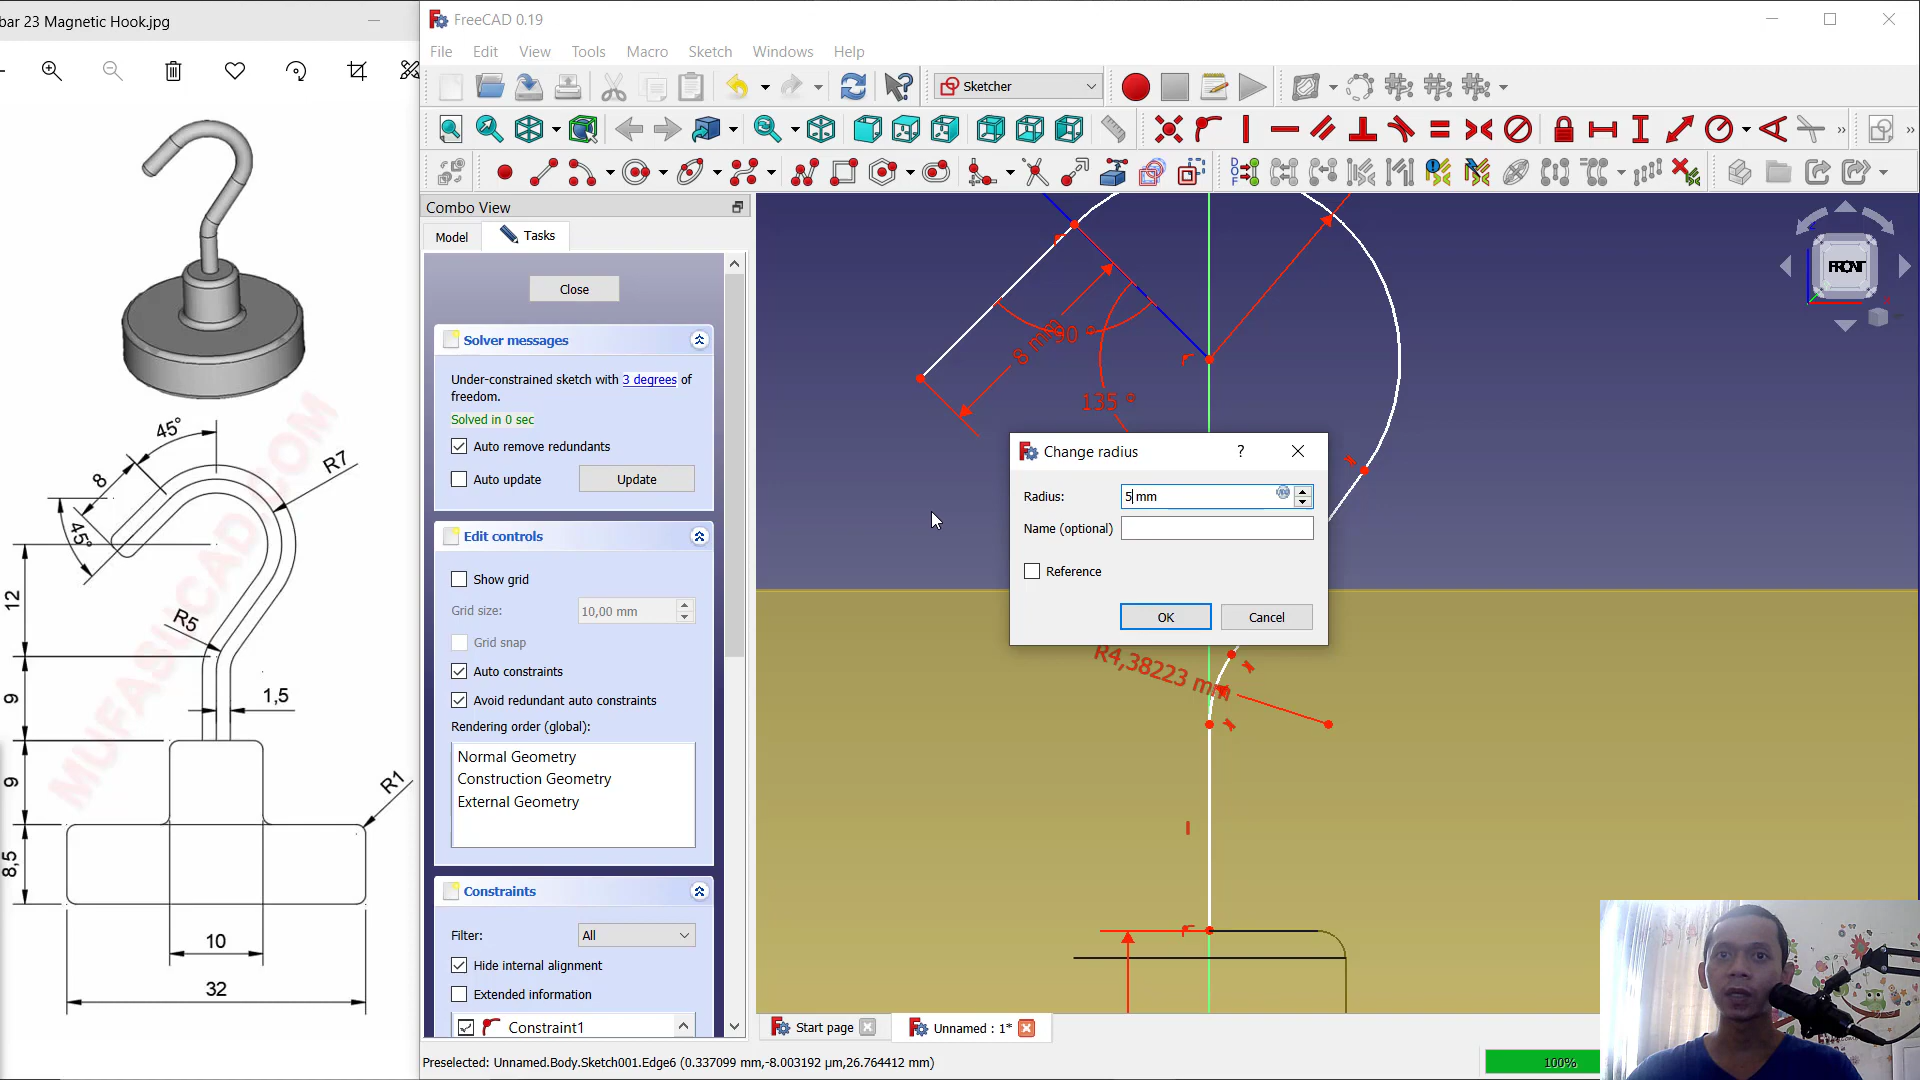 bar 23 Magnetic Hook.jpg
FreeCAD 0.19
File Edit View Tools Macro Sketch Windows Help
Sketcher
Combo View
Model Tasks
Close
Solver messages
Under-constrained sketch with 3 degrees of
freedom.
Solved in 0 sec
Auto remove redundants
Auto update Update
Edit controls
Show grid
Grid size: 10,00 mm
Grid snap
Auto constraints
Avoid redundant auto constraints
Rendering order (global):
Normal Geometry
Construction Geometry
External Geometry
Constraints
Filter: All
Hide internal alignment
Extended information
Constraint1
8 mm
90 °
135 °
FRONT
Change radius ?
Radius: 5 mm
Name (optional)
Reference
OK Cancel
R4,38223 mm
45°
8
R7
45°
12
R5
9
1,5
9
R1
8,5
10
32
MUFASUCAD.COM
Start page Unnamed : 1*
Preselected: Unnamed.Body.Sketch001.Edge6 (0.337099 mm,-8.003192 µm,26.764412 mm)
100%